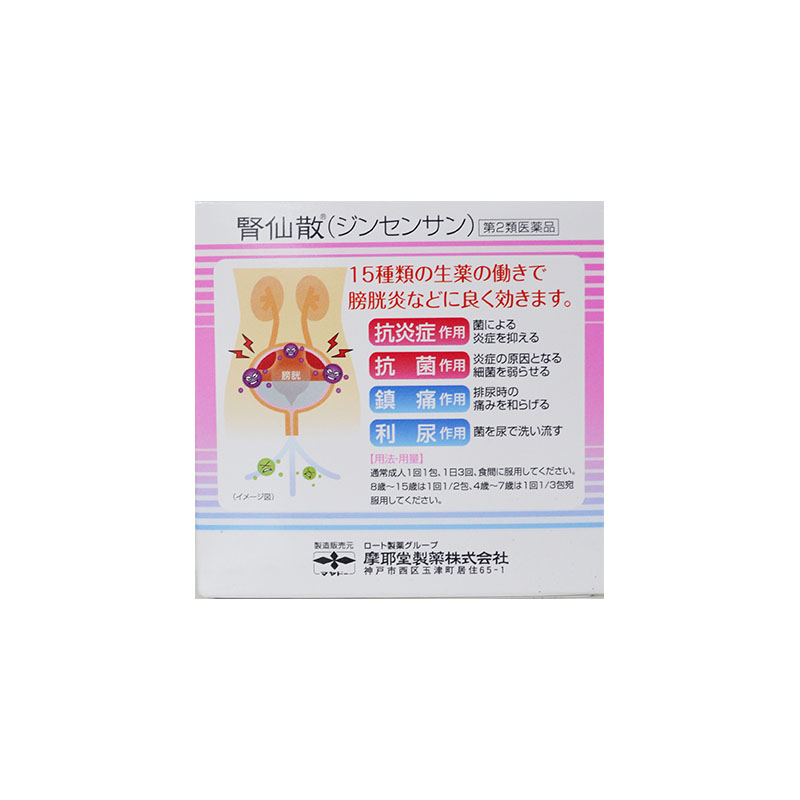 腎仙散®(ジンセンサン) 第2類医薬品
15種類の生薬の働きで
膀胱炎などに良く効きます。
抗炎症作用 菌による
炎症を抑える
抗菌作用 炎症の原因となる
細菌を弱らせる
鎮痛作用 排尿時の
痛みを和らげる
利尿作用 菌を尿で洗い流す
膀胱
(イメージ図)
【用法・用量】
通常成人1回1包、1日3回、食間に服用してください。
8歳～15歳は1回1/2包、4歳～7歳は1回1/3包宛
服用してください。
製造販売元 ロート製薬グループ
マヤドー 摩耶堂製薬株式会社
神戸市西区玉津町居住65-1